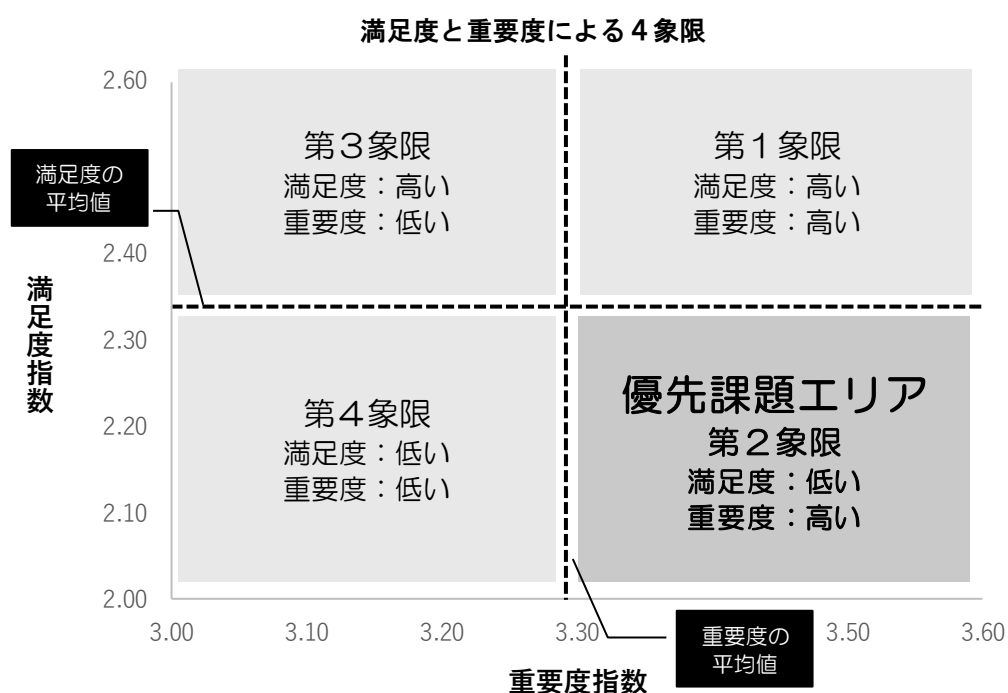 満足度と重要度による４象限
2.60
2.40
2.30
2.20
2.10
2.00
満足度指数
満足度の
平均値
第３象限
満足度：高い
重要度：低い
第１象限
満足度：高い
重要度：高い
第４象限
満足度：低い
重要度：低い
優先課題エリア
第２象限
満足度：低い
重要度：高い
3.00
3.10
3.20
3.30
3.50
3.60
重要度の
平均値
重要度指数